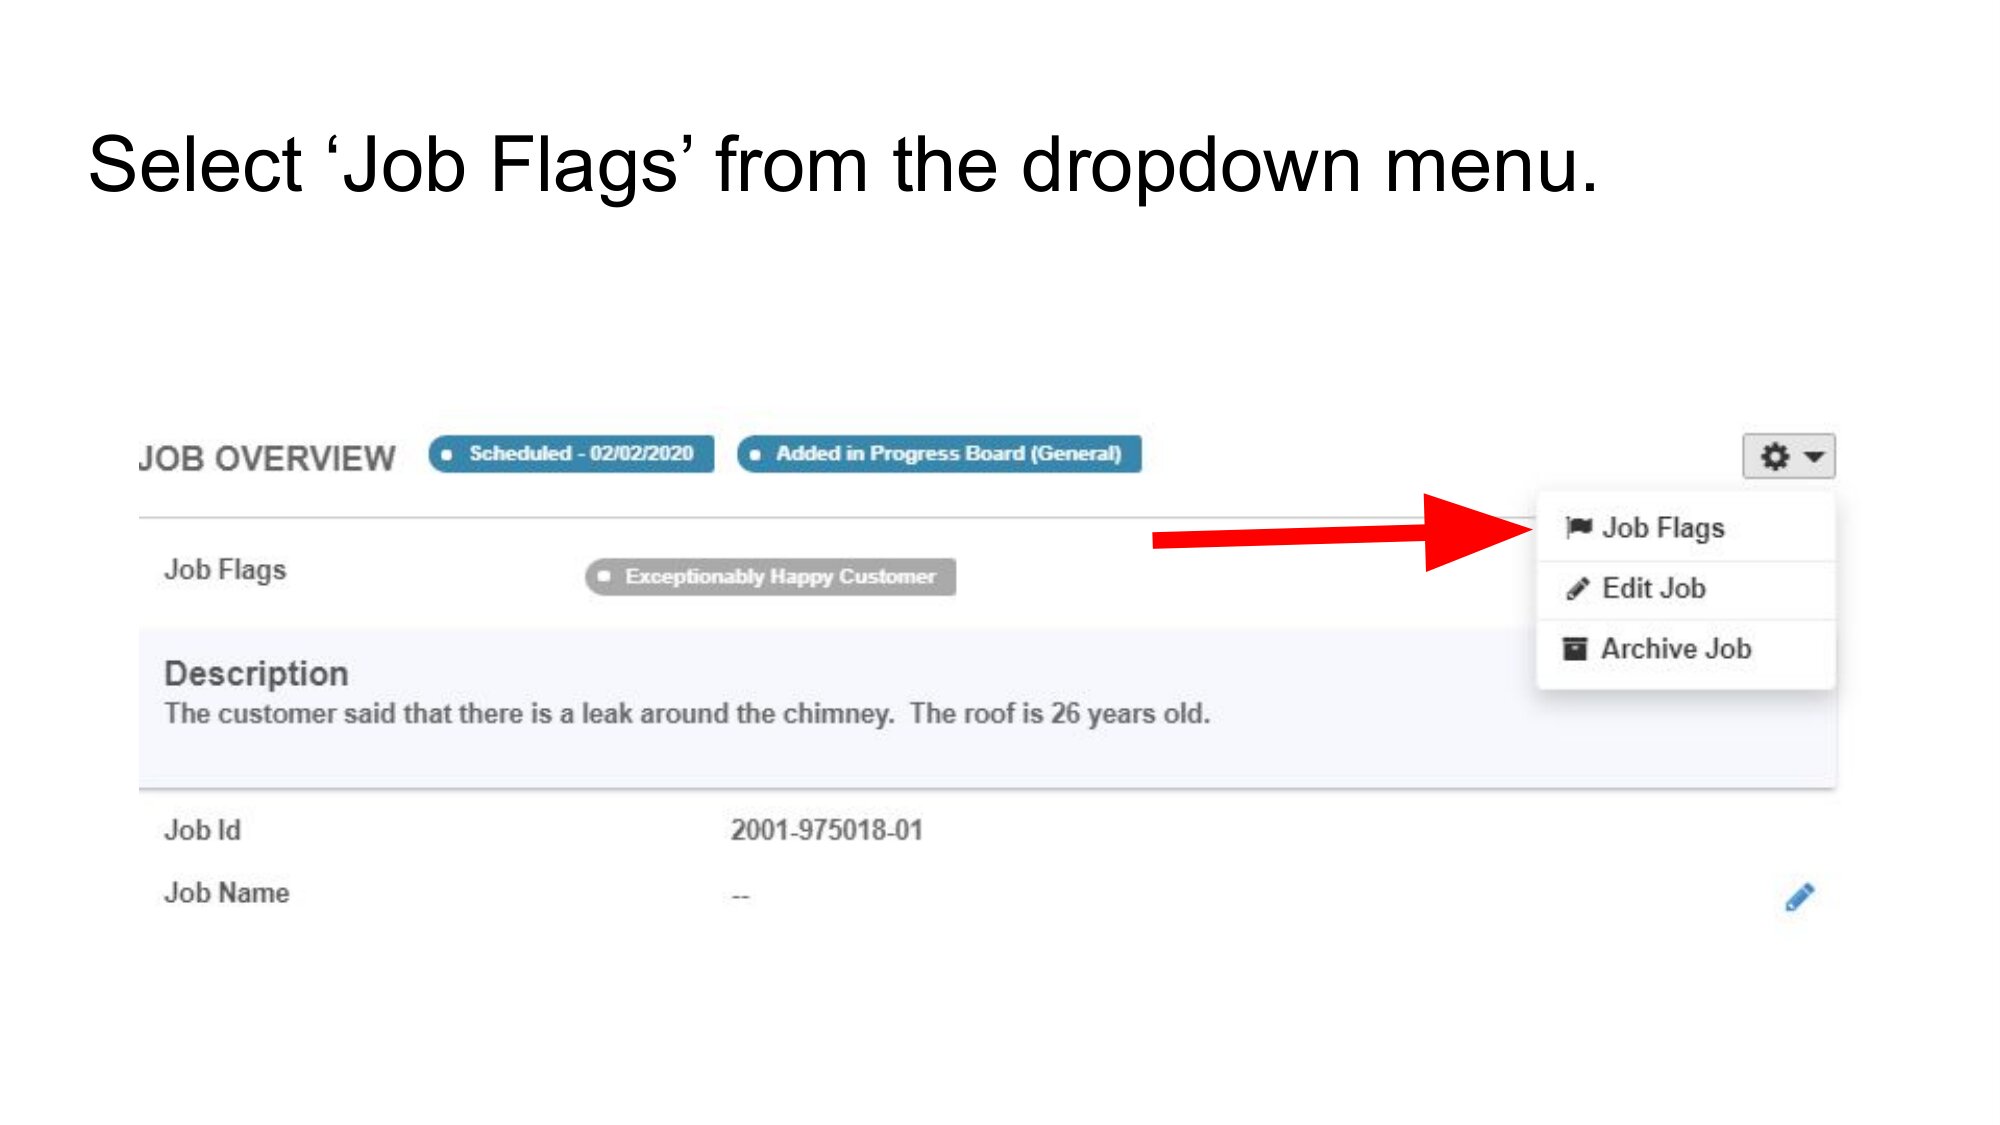 Select ‘Job Flags’ from the dropdown menu.
JOB OVERVIEW Scheduled - 02/02/2020 Added in Progress Board (General)
Job Flags Exceptionably Happy Customer
Job Flags
Edit Job
Archive Job
Description
The customer said that there is a leak around the chimney.  The roof is 26 years old.
Job Id 2001-975018-01
Job Name --